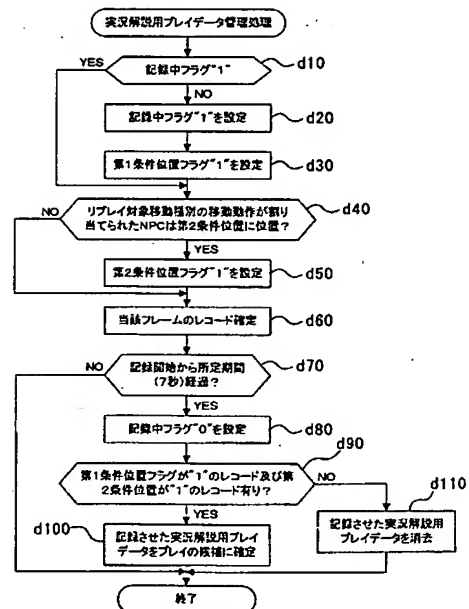 実況解説用プレイデータ管理処理
YES
記録中フラグ"1"
d10
NO
記録中フラグ"1"を設定
d20
第1条件位置フラグ"1"を設定
d30
NO
リプレイ対象移動種別の移動動作が割り
当てられたNPCは第2条件位置に位置?
d40
YES
第2条件位置フラグ"1"を設定
d50
当該フレームのレコード確定
d60
NO
記録開始から所定期間
(7秒)経過?
d70
YES
記録中フラグ"0"を設定
d80
第1条件位置フラグが"1"のレコード及び第
2条件位置が"1"のレコード有り?
d90
NO
YES
d100
記録させた実況解説用プレイ
データをプレイの候補に確定
d110
記録させた実況解説用
プレイデータを消去
終了